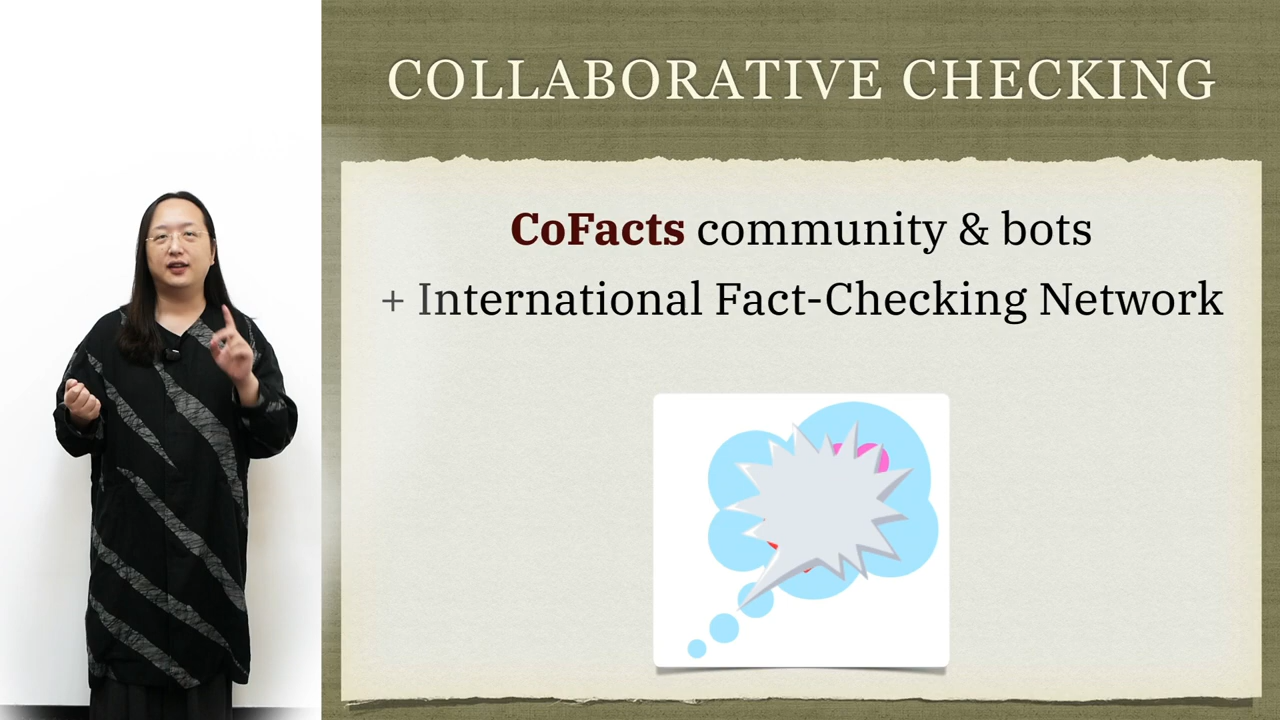 COLLABORATIVE CHECKING
CoFacts community & bots
+ International Fact-Checking Network